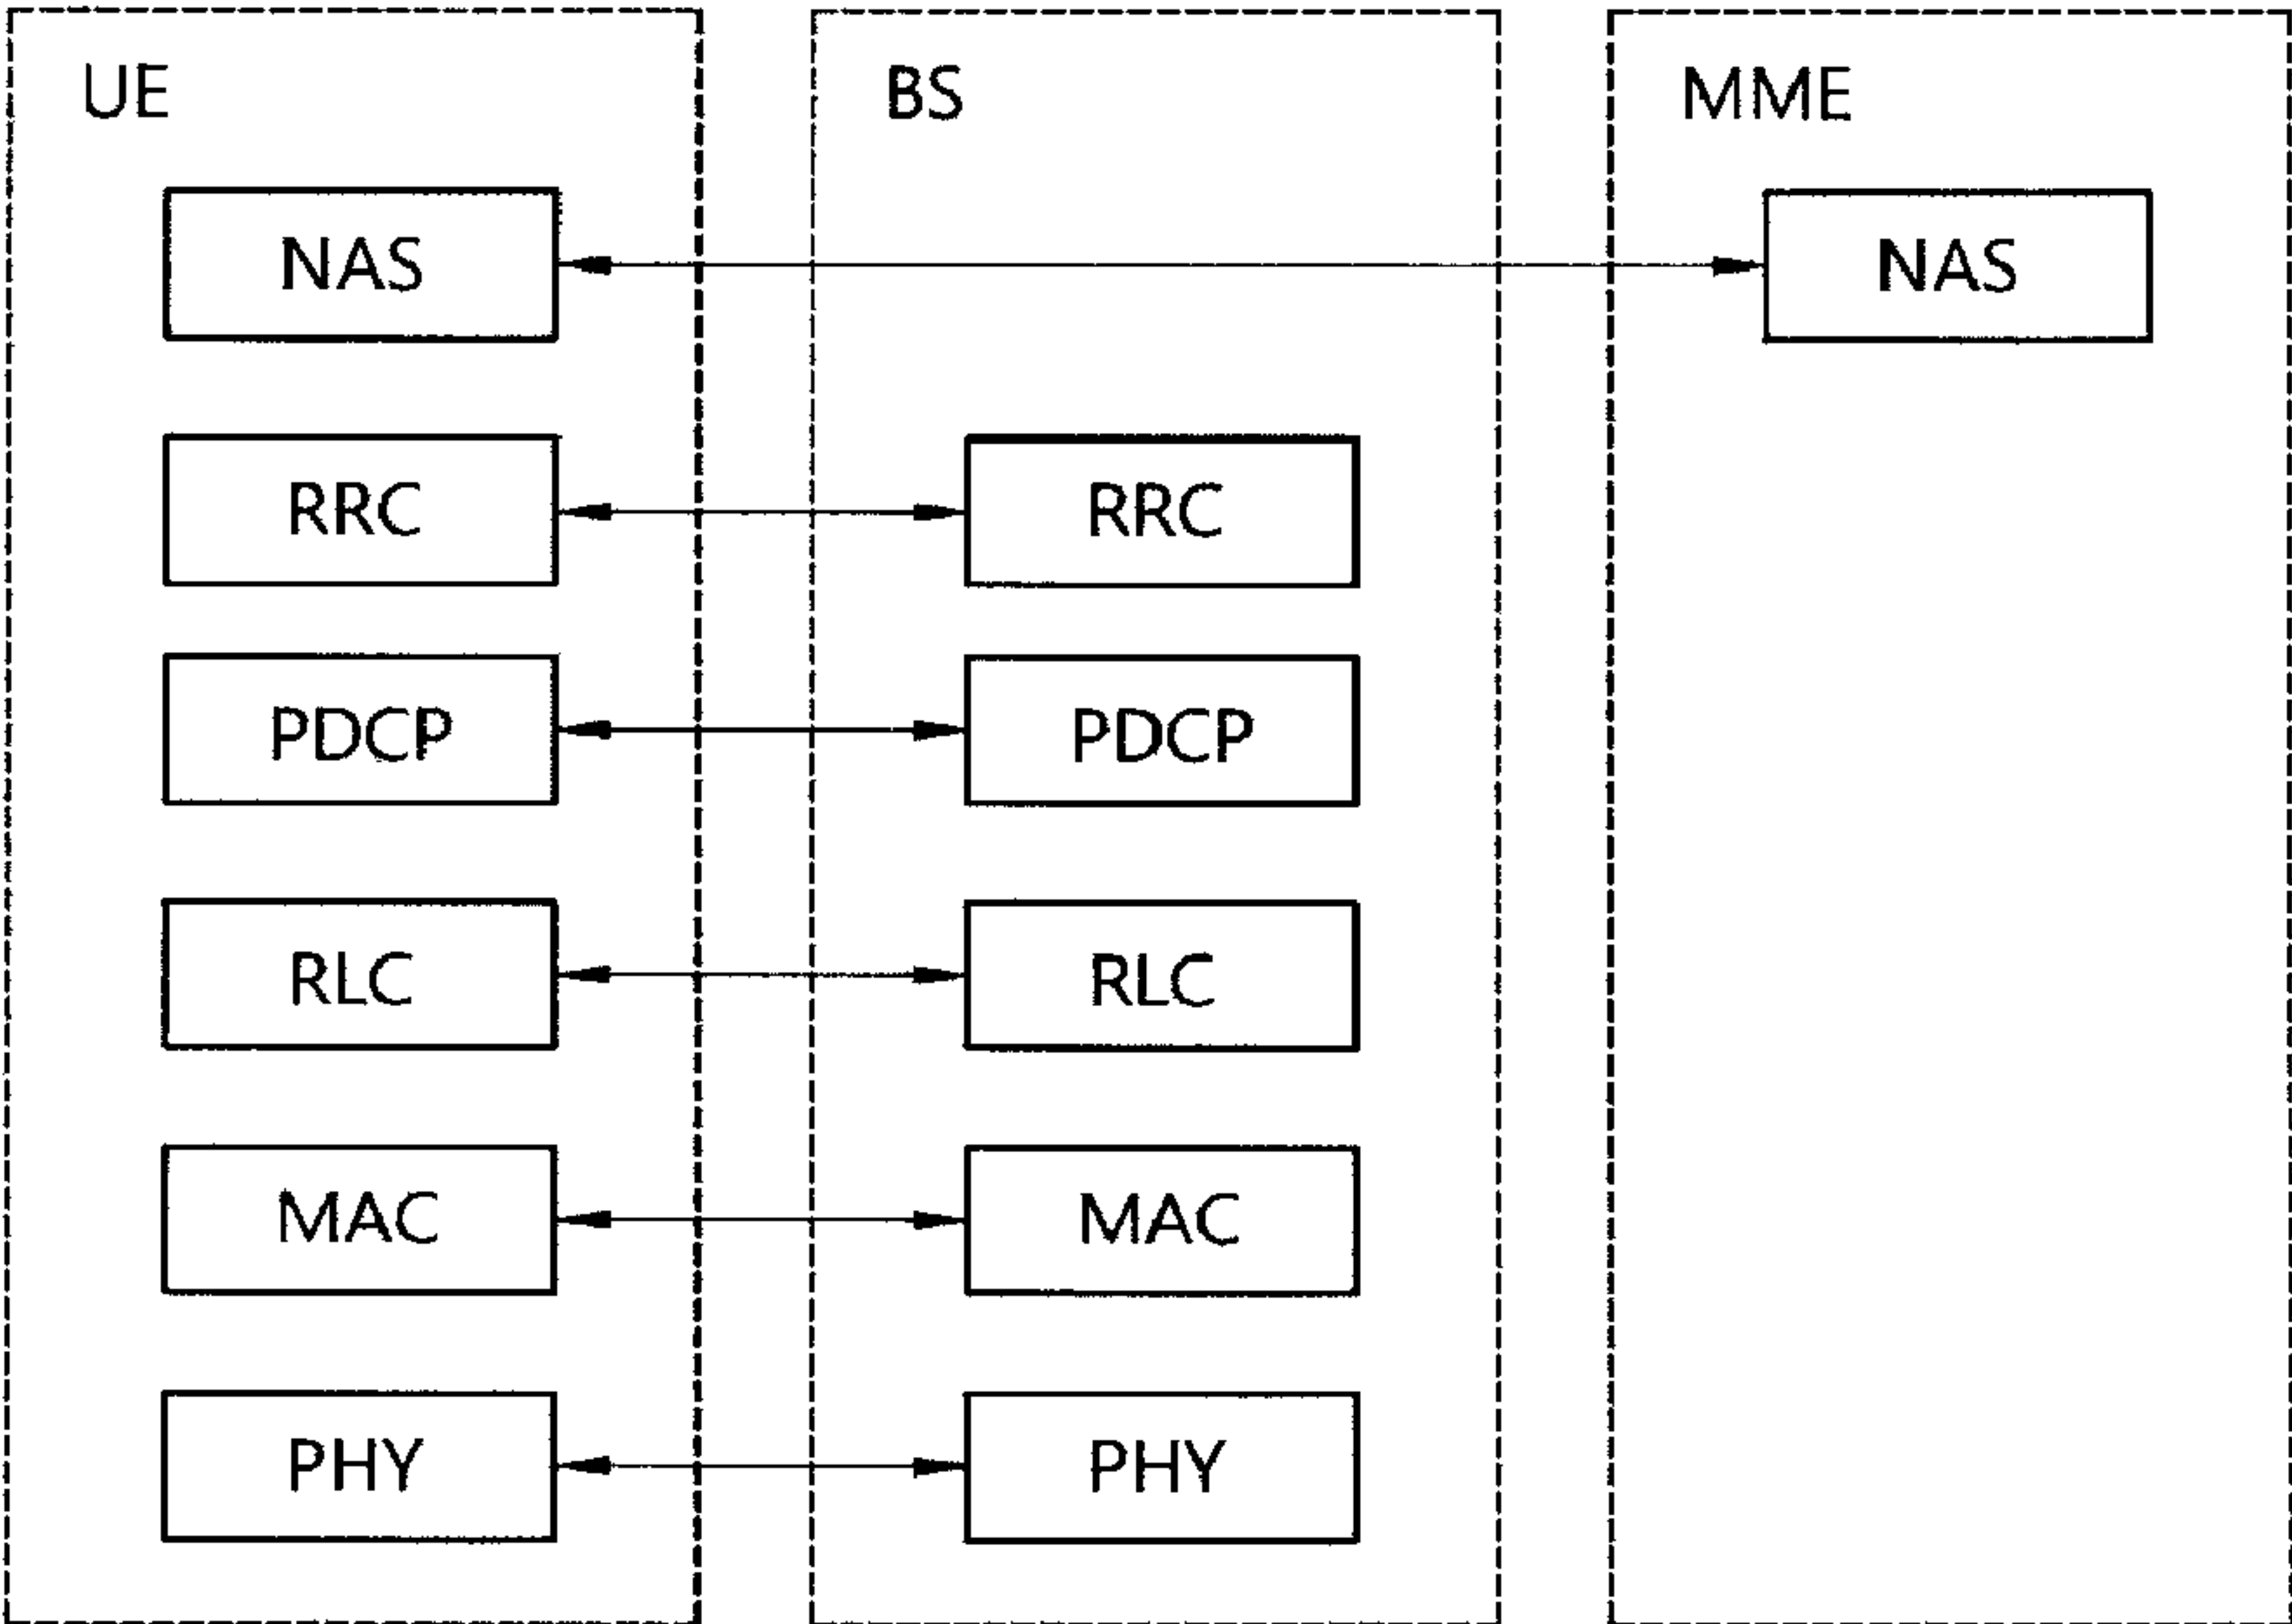 UE BS MME
NAS NAS
RRC RRC
PDCP PDCP
RLC RLC
MAC MAC
PHY PHY